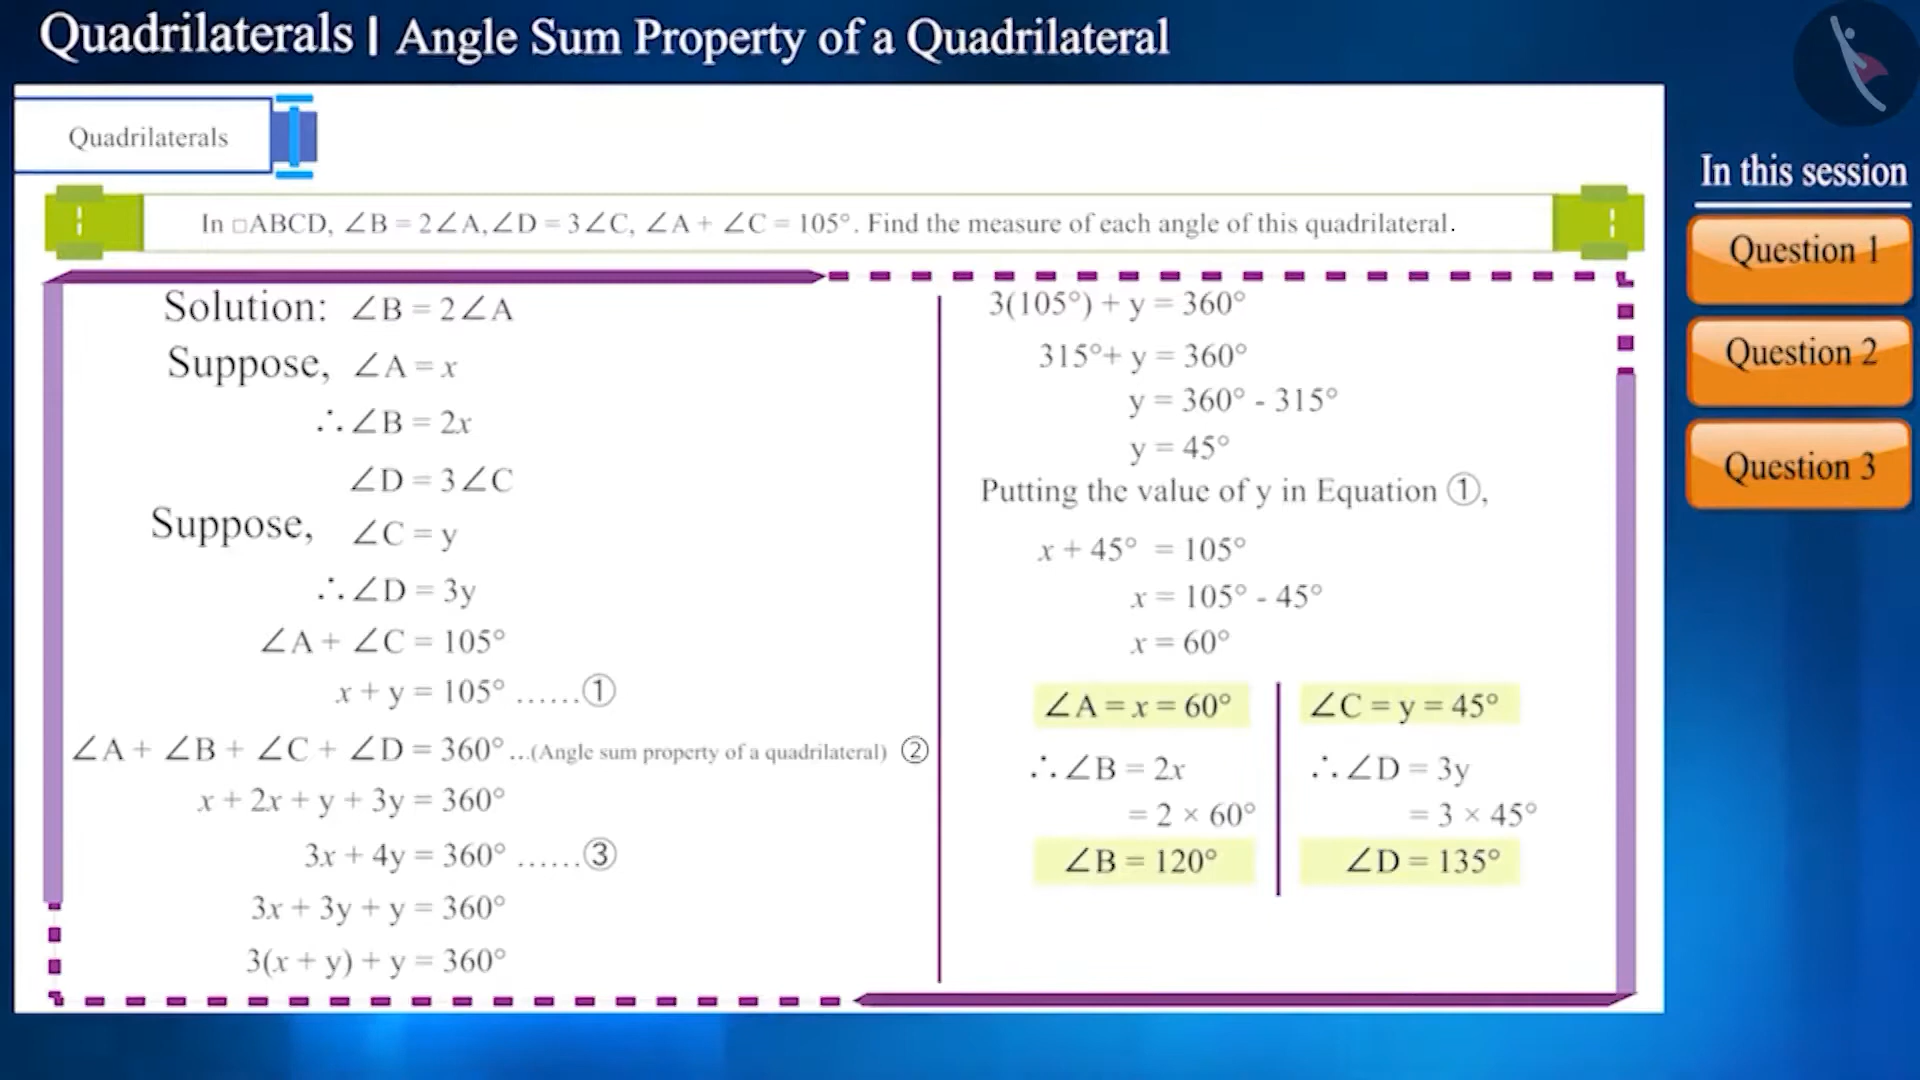 Quadrilaterals | Angle Sum Property of a Quadrilateral
Quadrilaterals
In □ABCD, ∠B = 2∠A,∠D = 3∠C, ∠A + ∠C = 105°. Find the measure of each angle of this quadrilateral.
Solution: ∠B = 2∠A
Suppose, ∠A = x
∴ ∠B = 2x
∠D = 3∠C
Suppose, ∠C = y
∴ ∠D = 3y
∠A + ∠C = 105°
x + y = 105° ......①
∠A + ∠B + ∠C + ∠D = 360° ...(Angle sum property of a quadrilateral) ②
x + 2x + y + 3y = 360°
3x + 4y = 360° ......③
3x + 3y + y = 360°
3(x + y) + y = 360°
3(105°) + y = 360°
315°+ y = 360°
y = 360° - 315°
y = 45°
Putting the value of y in Equation ①,
x + 45° = 105°
x = 105° - 45°
x = 60°
∠A = x = 60°
∴ ∠B = 2x
= 2 × 60°
∠B = 120°
∠C = y = 45°
∴ ∠D = 3y
= 3 × 45°
∠D = 135°
In this session
Question 1
Question 2
Question 3